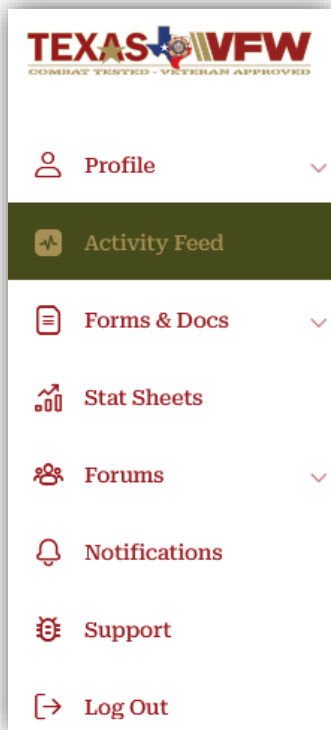 TEXAS VFW
COMBAT TESTED - VETERAN APPROVED
Profile
Activity Feed
Forms & Docs
Stat Sheets
Forums
Notifications
Support
Log Out